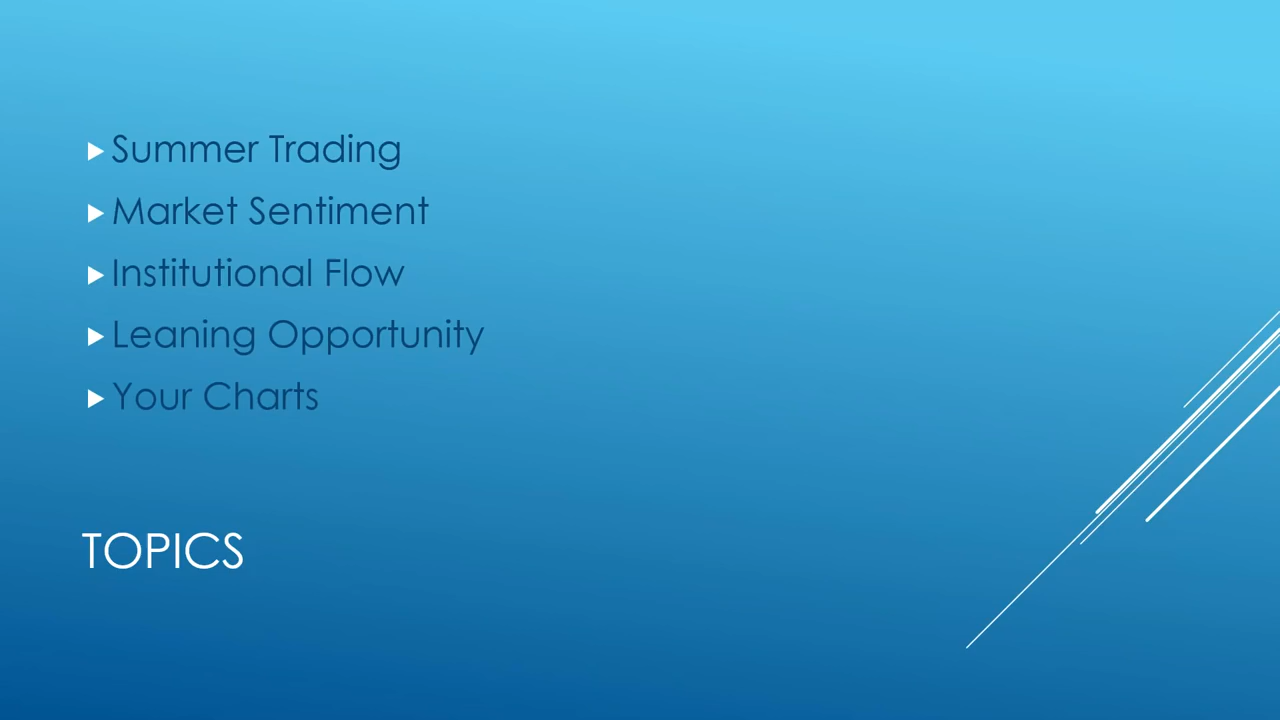 Summer Trading
Market Sentiment
Institutional Flow
Leaning Opportunity
Your Charts
TOPICS